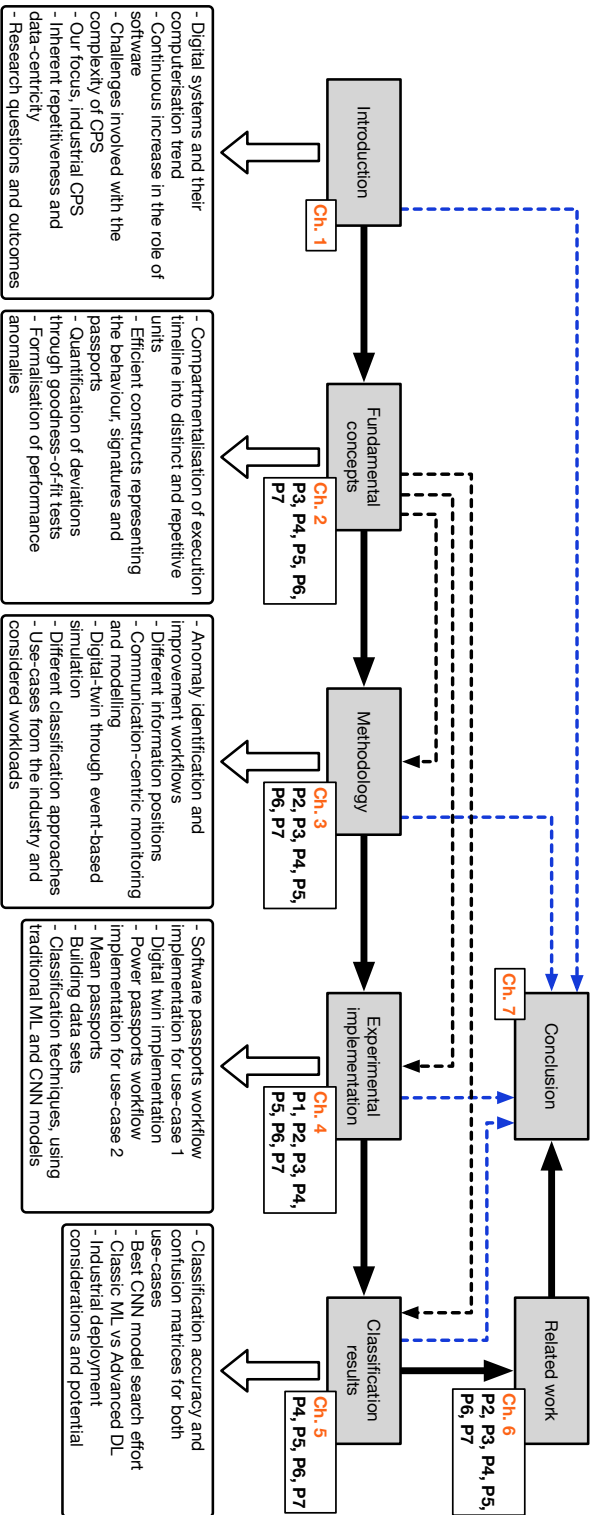 Introduction
Ch. 1
- Digital systems and their
computerisation trend
- Continuous increase in the role of
software
- Challenges involved with the
complexity of CPS
- Our focus, industrial CPS
- Inherent repetitiveness and
data-centricity
- Research questions and outcomes
Fundamental
concepts
Ch. 2
P3, P4, P5, P6,
P7
- Compartmentalisation of execution
timeline into distinct and repetitive
units
- Efficient constructs representing
the behaviour, signatures and
passports
- Quantification of deviations
through goodness-of-fit tests
- Formalisation of performance
anomalies
Methodology
Ch. 3
P2, P3, P4, P5,
P6, P7
- Anomaly identification and
improvement workflows
- Different information positions
- Communication-centric monitoring
and modelling
- Digital-twin through event-based
simulation
- Different classification approaches
- Use-cases from the industry and
considered workloads
Experimental
implementation
Ch. 4
P1, P2, P3, P4,
P5, P6, P7
- Software passports workflow
implementation for use-case 1
- Digital twin implementation
- Power passports workflow
implementation for use-case 2
- Mean passports
- Building data sets
- Classification techniques, using
traditional ML and CNN models
Classification
results
Ch. 5
P4, P5, P6, P7
- Classification accuracy and
confusion matrices for both
use-cases
- Best CNN model search effort
- Classic ML vs Advanced DL
- Industrial deployment
considerations and potential
Related work
Ch. 6
P2, P3, P4, P5,
P6, P7
Conclusion
Ch. 7